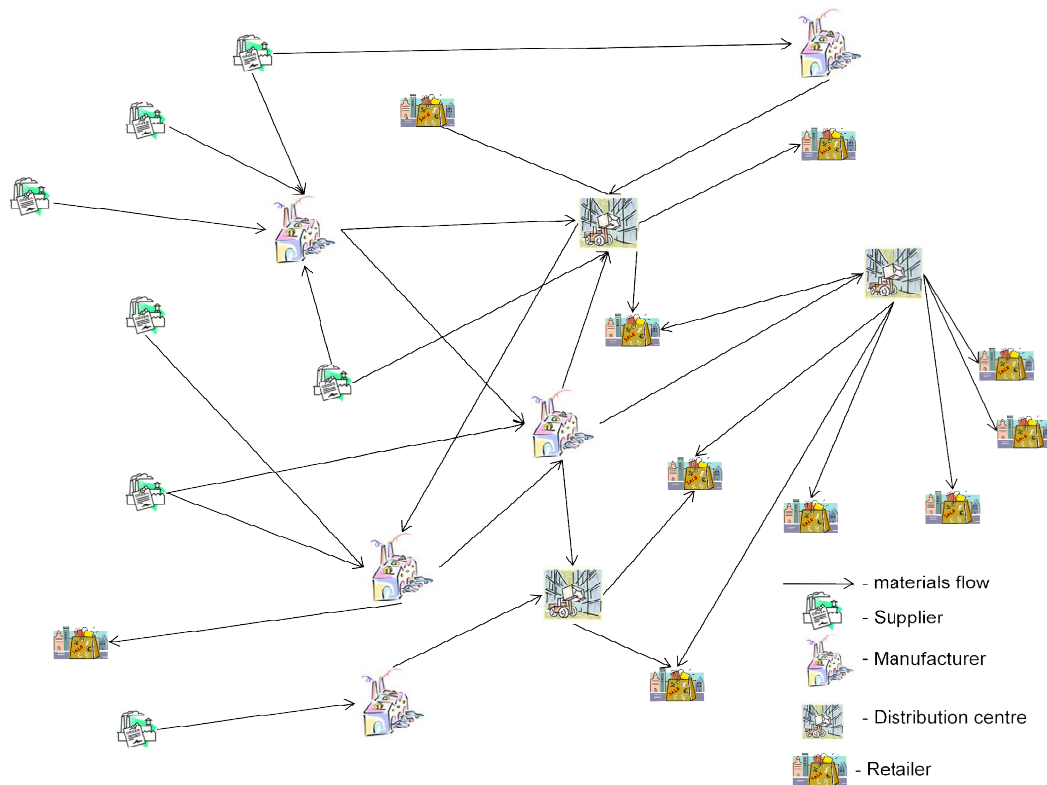 - materials flow
- Supplier
- Manufacturer
- Distribution centre
- Retailer